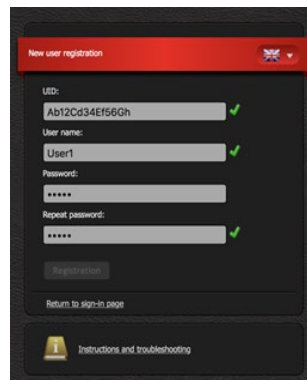 New user registration
UID:
Ab12Cd34Ef56Gh
User name:
User1
Password:
•••••
Repeat password:
•••••
Registration
Return to sign-in page
Instructions and troubleshooting